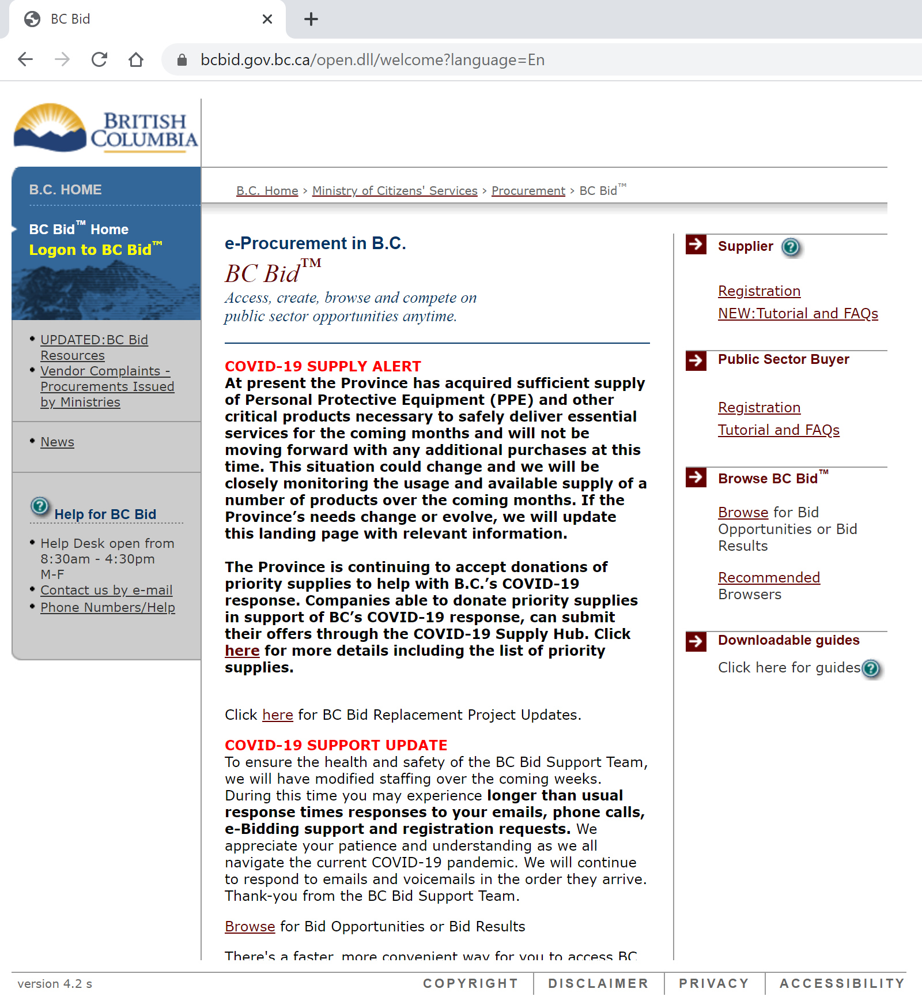 BC Bid
bcbid.gov.bc.ca/open.dll/welcome?language=En
BRITISH
COLUMBIA
B.C. HOME
BC Bid™ Home
Logon to BC Bid™
UPDATED:BC Bid
Resources
Vendor Complaints -
Procurements Issued
by Ministries
News
Help for BC Bid
Help Desk open from
8:30am - 4:30pm
M-F
Contact us by e-mail
Phone Numbers/Help
B.C. Home > Ministry of Citizens' Services > Procurement > BC Bid™
e-Procurement in B.C.
BC Bid™
Access, create, browse and compete on
public sector opportunities anytime.
COVID-19 SUPPLY ALERT
At present the Province has acquired sufficient supply
of Personal Protective Equipment (PPE) and other
critical products necessary to safely deliver essential
services for the coming months and will not be
moving forward with any additional purchases at this
time. This situation could change and we will be
closely monitoring the usage and available supply of a
number of products over the coming months. If the
Province’s needs change or evolve, we will update
this landing page with relevant information.
The Province is continuing to accept donations of
priority supplies to help with B.C.’s COVID-19
response. Companies able to donate priority supplies
in support of BC’s COVID-19 response, can submit
their offers through the COVID-19 Supply Hub. Click
here for more details including the list of priority
supplies.
Click here for BC Bid Replacement Project Updates.
COVID-19 SUPPORT UPDATE
To ensure the health and safety of the BC Bid Support Team,
we will have modified staffing over the coming weeks.
During this time you may experience longer than usual
response times responses to your emails, phone calls,
e-Bidding support and registration requests. We
appreciate your patience and understanding as we all
navigate the current COVID-19 pandemic. We will continue
to respond to emails and voicemails in the order they arrive.
Thank-you from the BC Bid Support Team.
Browse for Bid Opportunities or Bid Results
There's a faster, more convenient way for you to access BC
Supplier
Registration
NEW:Tutorial and FAQs
Public Sector Buyer
Registration
Tutorial and FAQs
Browse BC Bid™
Browse for Bid
Opportunities or Bid
Results
Recommended
Browsers
Downloadable guides
Click here for guides
version 4.2 s
COPYRIGHT
DISCLAIMER
PRIVACY
ACCESSIBILITY